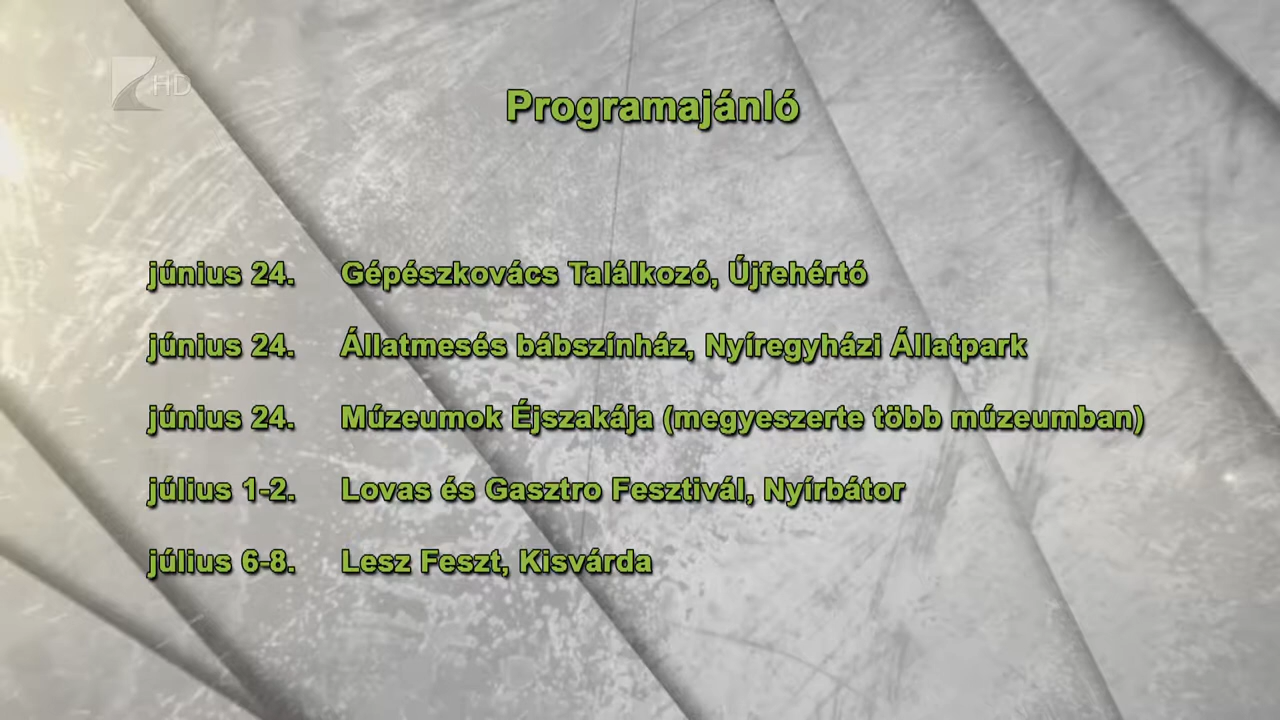 HD
Programajánló
június 24. Gépészkovács Találkozó, Újfehértó
június 24. Állatmesés bábszínház, Nyíregyházi Állatpark
június 24. Múzeumok Éjszakája (megyeszerte több múzeumban)
július 1-2. Lovas és Gasztro Fesztivál, Nyírbátor
július 6-8. Lesz Feszt, Kisvárda